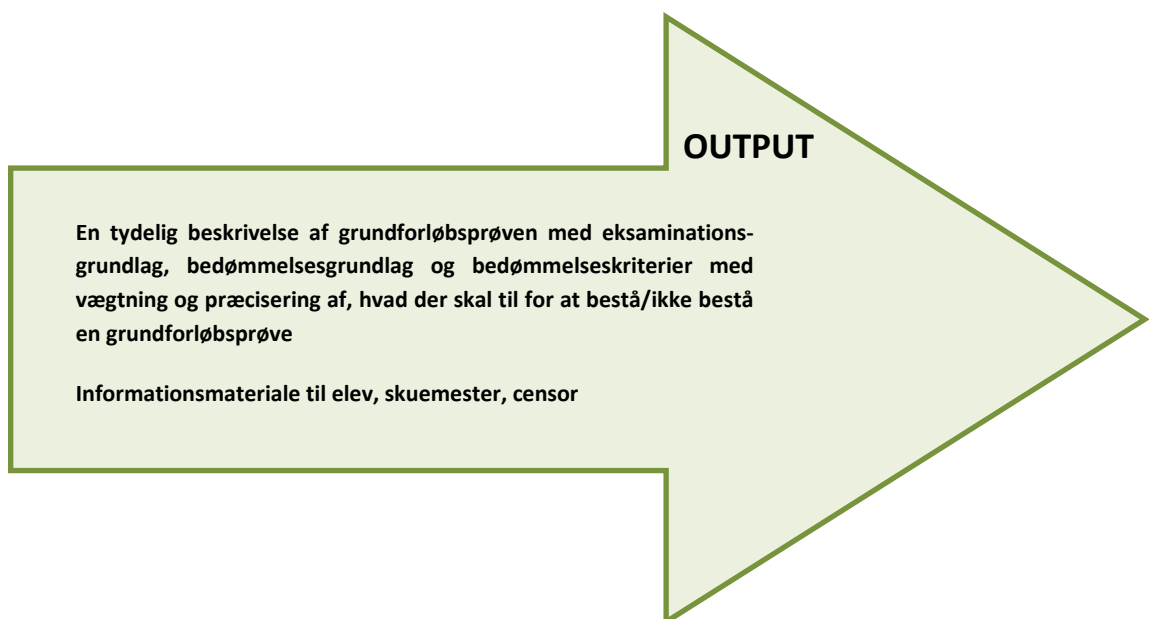 OUTPUT
En tydelig beskrivelse af grundforløbsprøven med eksaminations-
grundlag, bedømmelsesgrundlag og bedømmelseskriterier med
vægtning og præcisering af, hvad der skal til for at bestå/ikke bestå
en grundforløbsprøve
Informationsmateriale til elev, skuemester, censor